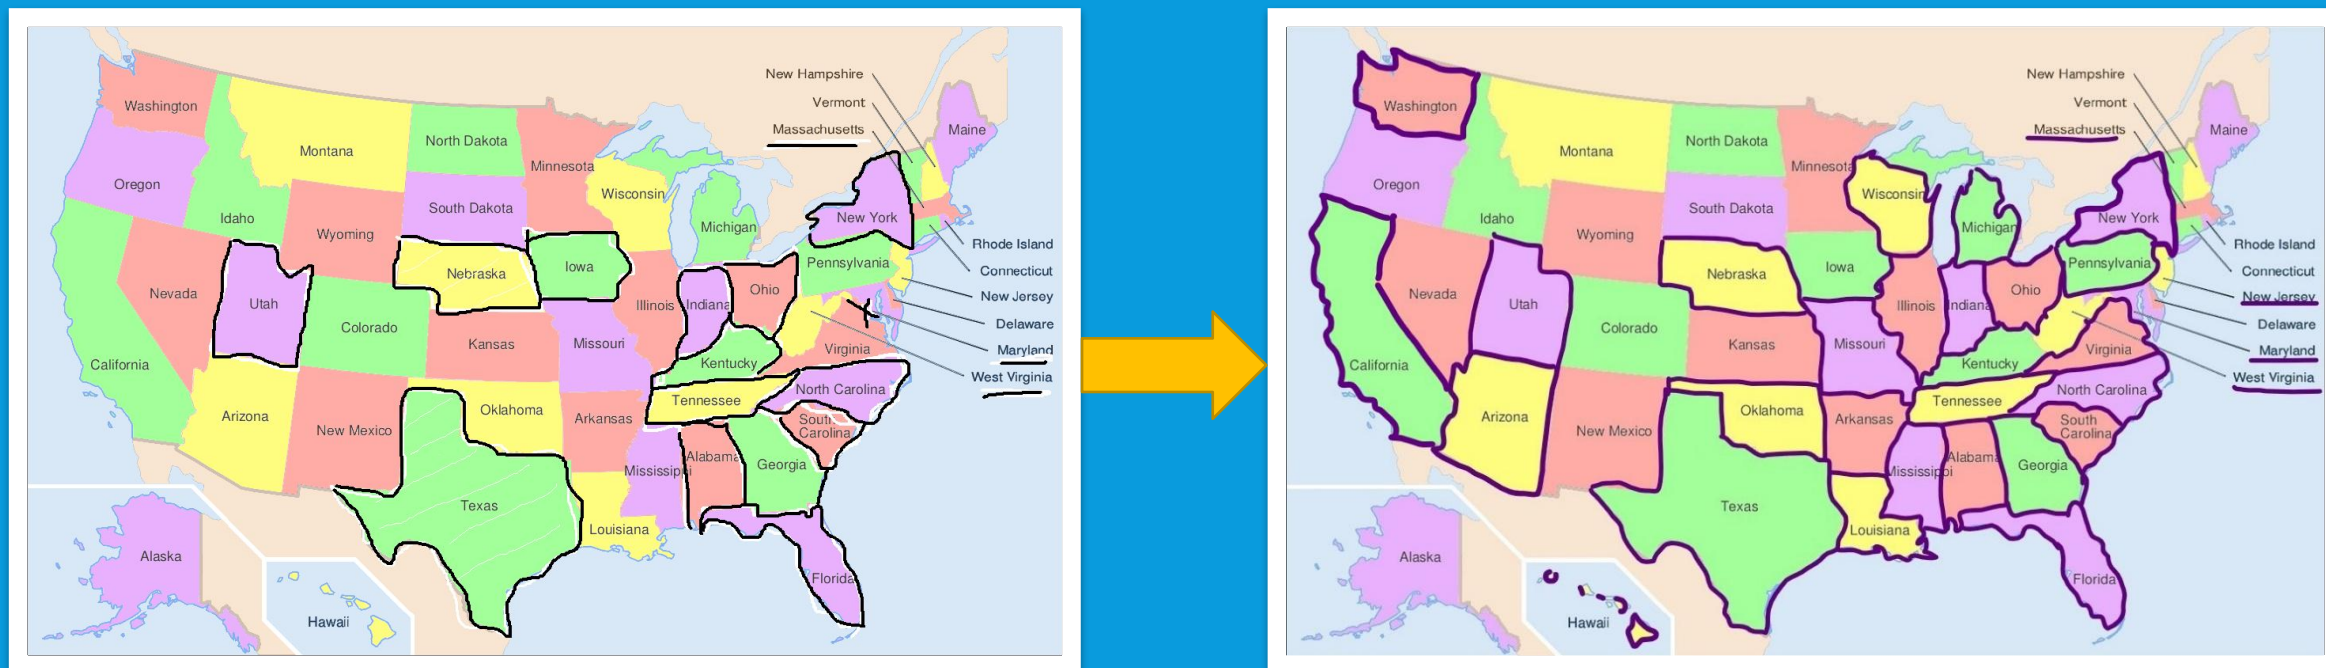 New Hampshire
Vermont
Massachusetts
Washington
Montana
North Dakota
Minnesota
Maine
Oregon
Idaho
Wyoming
South Dakota
Wisconsin
Michigan
New York
Rhode Island
Connecticut
New Jersey
Delaware
Maryland
West Virginia
Nevada
Utah
Colorado
Nebraska
Iowa
Illinois
Indiana
Ohio
Pennsylvania
California
Kansas
Missouri
Kentucky
Virginia
Arizona
New Mexico
Oklahoma
Arkansas
Tennessee
North Carolina
South
Carolina
Texas
Louisiana
Mississippi
Alabama
Georgia
Florida
Alaska
Hawaii
New Hampshire
Vermont
Massachusetts
Washington
Montana
North Dakota
Minnesota
Maine
Oregon
Idaho
Wyoming
South Dakota
Wisconsin
Michigan
New York
Rhode Island
Connecticut
New Jersey
Delaware
Maryland
West Virginia
Nevada
Utah
Colorado
Nebraska
Iowa
Illinois
Indiana
Ohio
Pennsylvania
California
Kansas
Missouri
Kentucky
Virginia
Arizona
New Mexico
Oklahoma
Arkansas
Tennessee
North Carolina
South
Carolina
Texas
Louisiana
Mississippi
Alabama
Georgia
Florida
Alaska
Hawaii